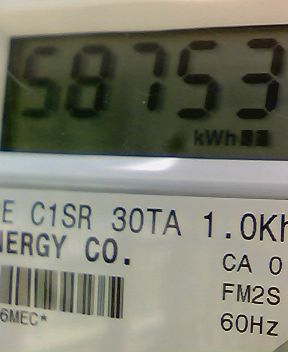 58753
kWh
E C1SR 30TA 1.0Kh
NERGY CO.
CA 0
FM2S
6MEC*
60Hz